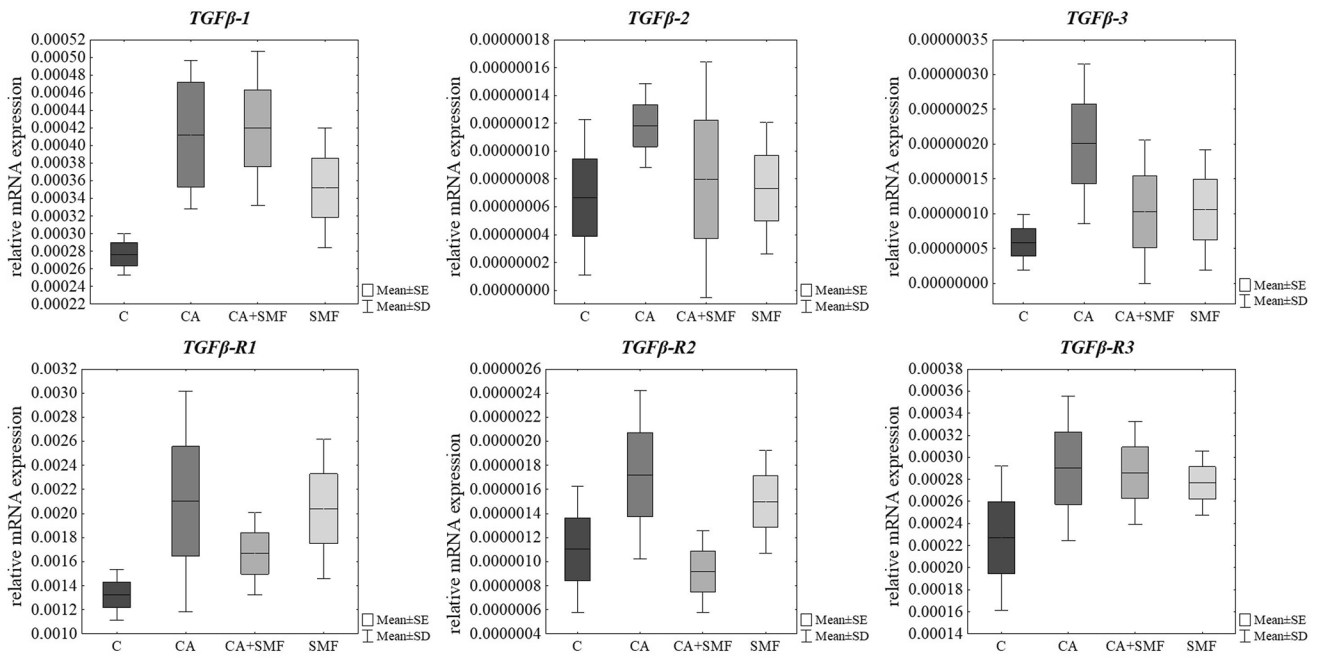 TGFβ-1
relative mRNA expression
0.00052
0.00050
0.00048
0.00046
0.00044
0.00042
0.00040
0.00038
0.00036
0.00034
0.00032
0.00030
0.00028
0.00026
0.00024
0.00022
C CA CA+SMF SMF
Mean±SE
Mean±SD
TGFβ-2
relative mRNA expression
0.00000018
0.00000016
0.00000014
0.00000012
0.00000010
0.00000008
0.00000006
0.00000004
0.00000002
0.00000000
C CA CA+SMF SMF
Mean±SE
Mean±SD
TGFβ-3
relative mRNA expression
0.00000035
0.00000030
0.00000025
0.00000020
0.00000015
0.00000010
0.00000005
0.00000000
C CA CA+SMF SMF
Mean±SE
Mean±SD
TGFβ-R1
relative mRNA expression
0.0032
0.0030
0.0028
0.0026
0.0024
0.0022
0.0020
0.0018
0.0016
0.0014
0.0012
0.0010
C CA CA+SMF SMF
Mean±SE
Mean±SD
TGFβ-R2
relative mRNA expression
0.0000026
0.0000024
0.0000022
0.0000020
0.0000018
0.0000016
0.0000014
0.0000012
0.0000010
0.0000008
0.0000006
0.0000004
C CA CA+SMF SMF
Mean±SE
Mean±SD
TGFβ-R3
relative mRNA expression
0.00038
0.00036
0.00034
0.00032
0.00030
0.00028
0.00026
0.00024
0.00022
0.00020
0.00018
0.00016
0.00014
C CA CA+SMF SMF
Mean±SE
Mean±SD